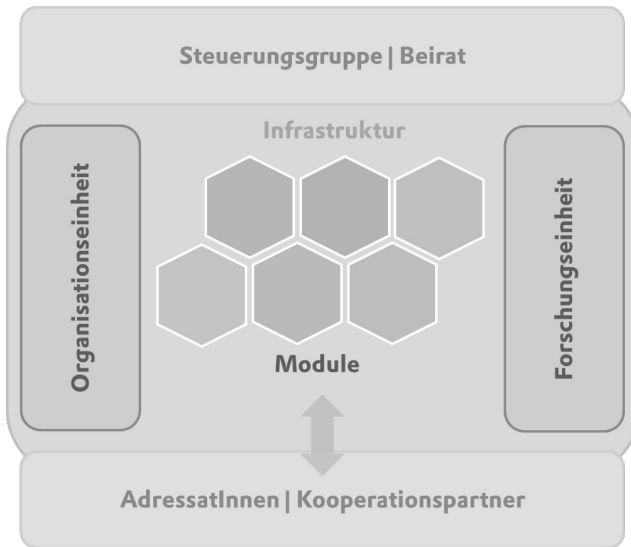 Steuerungsgruppe | Beirat
Infrastruktur
Organisationseinheit
Forschungseinheit
Module
AdressatInnen | Kooperationspartner